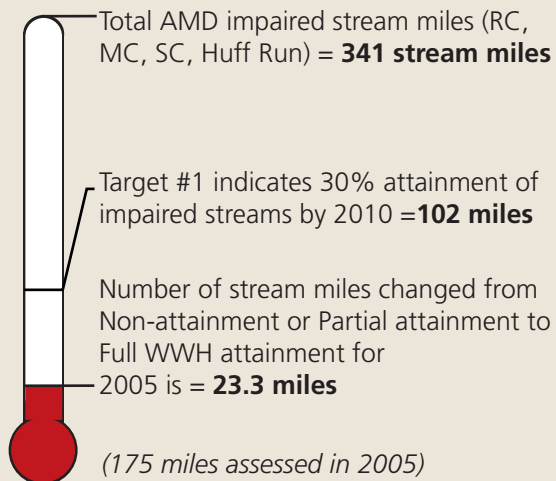 Total AMD impaired stream miles (RC,
MC, SC, Huff Run) = 341 stream miles
Target #1 indicates 30% attainment of
impaired streams by 2010 =102 miles
Number of stream miles changed from
Non-attainment or Partial attainment to
Full WWH attainment for
2005 is = 23.3 miles
(175 miles assessed in 2005)